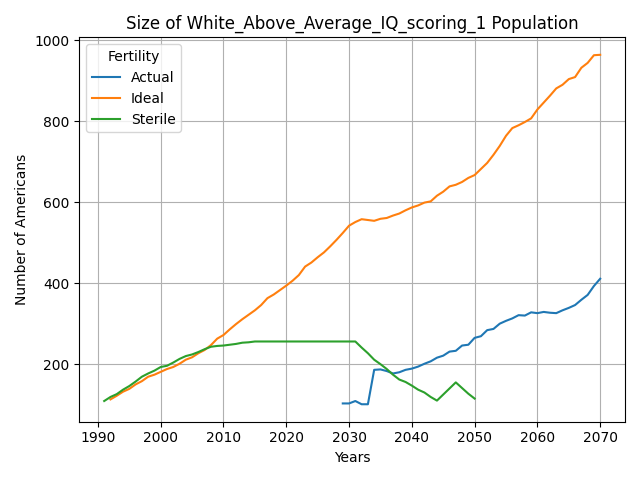 Size of White_Above_Average_IQ_scoring_1 Population
Number of Americans
1000
800
600
400
200
Fertility
Actual
Ideal
Sterile
1990 2000 2010 2020 2030 2040 2050 2060 2070
Years